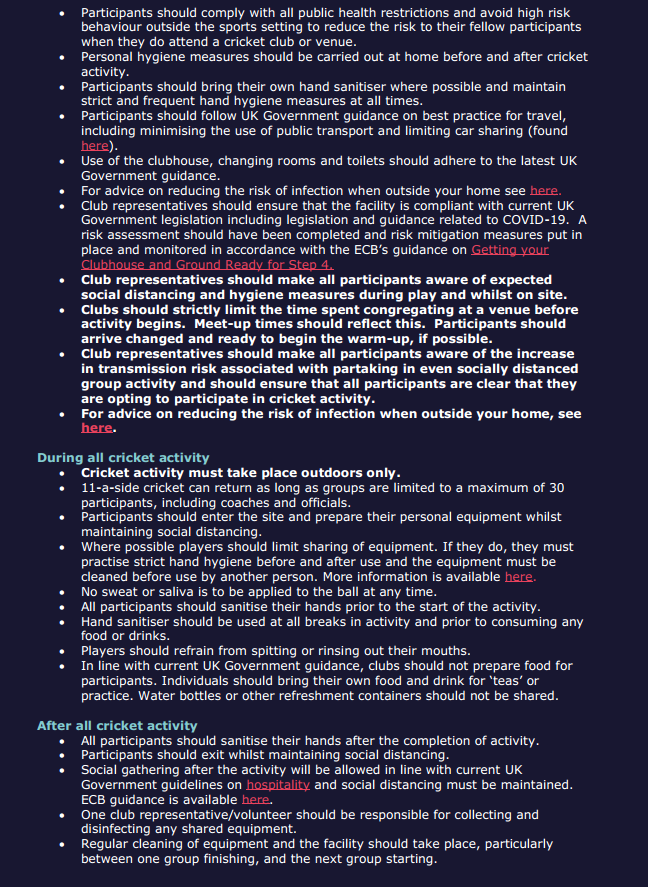 • Participants should comply with all public health restrictions and avoid high risk
behaviour outside the sports setting to reduce the risk to their fellow participants
when they do attend a cricket club or venue.
• Personal hygiene measures should be carried out at home before and after cricket
activity.
• Participants should bring their own hand sanitiser where possible and maintain
strict and frequent hand hygiene measures at all times.
• Participants should follow UK Government guidance on best practice for travel,
including minimising the use of public transport and limiting car sharing (found
here).
• Use of the clubhouse, changing rooms and toilets should adhere to the latest UK
Government guidance.
• For advice on reducing the risk of infection when outside your home see here.
• Club representatives should ensure that the facility is compliant with current UK
Government legislation including legislation and guidance related to COVID-19. A
risk assessment should have been completed and risk mitigation measures put in
place and monitored in accordance with the ECB’s guidance on Getting your
Clubhouse and Ground Ready for Step 4.
• Club representatives should make all participants aware of expected
social distancing and hygiene measures during play and whilst on site.
• Clubs should strictly limit the time spent congregating at a venue before
activity begins. Meet-up times should reflect this. Participants should
arrive changed and ready to begin the warm-up, if possible.
• Club representatives should make all participants aware of the increase
in transmission risk associated with partaking in even socially distanced
group activity and should ensure that all participants are clear that they
are opting to participate in cricket activity.
• For advice on reducing the risk of infection when outside your home, see
here.
During all cricket activity
• Cricket activity must take place outdoors only.
• 11-a-side cricket can return as long as groups are limited to a maximum of 30
participants, including coaches and officials.
• Participants should enter the site and prepare their personal equipment whilst
maintaining social distancing.
• Where possible players should limit sharing of equipment. If they do, they must
practise strict hand hygiene before and after use and the equipment must be
cleaned before use by another person. More information is available here.
• No sweat or saliva is to be applied to the ball at any time.
• All participants should sanitise their hands prior to the start of the activity.
• Hand sanitiser should be used at all breaks in activity and prior to consuming any
food or drinks.
• Players should refrain from spitting or rinsing out their mouths.
• In line with current UK Government guidance, clubs should not prepare food for
participants. Individuals should bring their own food and drink for ‘teas’ or
practice. Water bottles or other refreshment containers should not be shared.
After all cricket activity
• All participants should sanitise their hands after the completion of activity.
• Participants should exit whilst maintaining social distancing.
• Social gathering after the activity will be allowed in line with current UK
Government guidelines on hospitality and social distancing must be maintained.
ECB guidance is available here.
• One club representative/volunteer should be responsible for collecting and
disinfecting any shared equipment.
• Regular cleaning of equipment and the facility should take place, particularly
between one group finishing, and the next group starting.